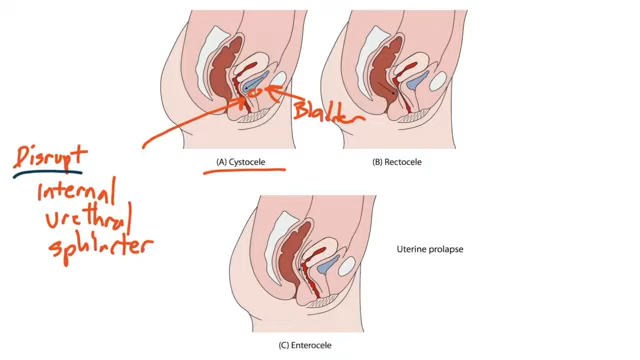 Bladder
Disrupt
Internal
urethral
sphincter
(A) Cystocele
(B) Rectocele
Uterine prolapse
(C) Enterocele